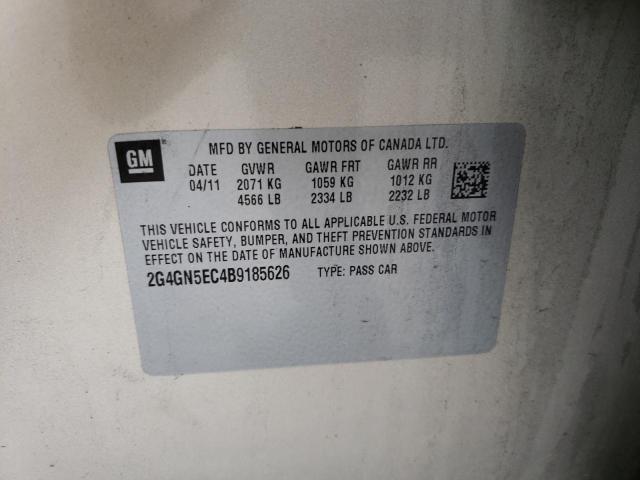 GM
MFD BY GENERAL MOTORS OF CANADA LTD.
DATE GVWR GAWR FRT GAWR RR
04/11 2071 KG 1059 KG 1012 KG
4566 LB 2334 LB 2232 LB
THIS VEHICLE CONFORMS TO ALL APPLICABLE U.S. FEDERAL MOTOR
VEHICLE SAFETY, BUMPER, AND THEFT PREVENTION STANDARDS IN
EFFECT ON THE DATE OF MANUFACTURE SHOWN ABOVE.
2G4GN5EC4B9185626 TYPE: PASS CAR